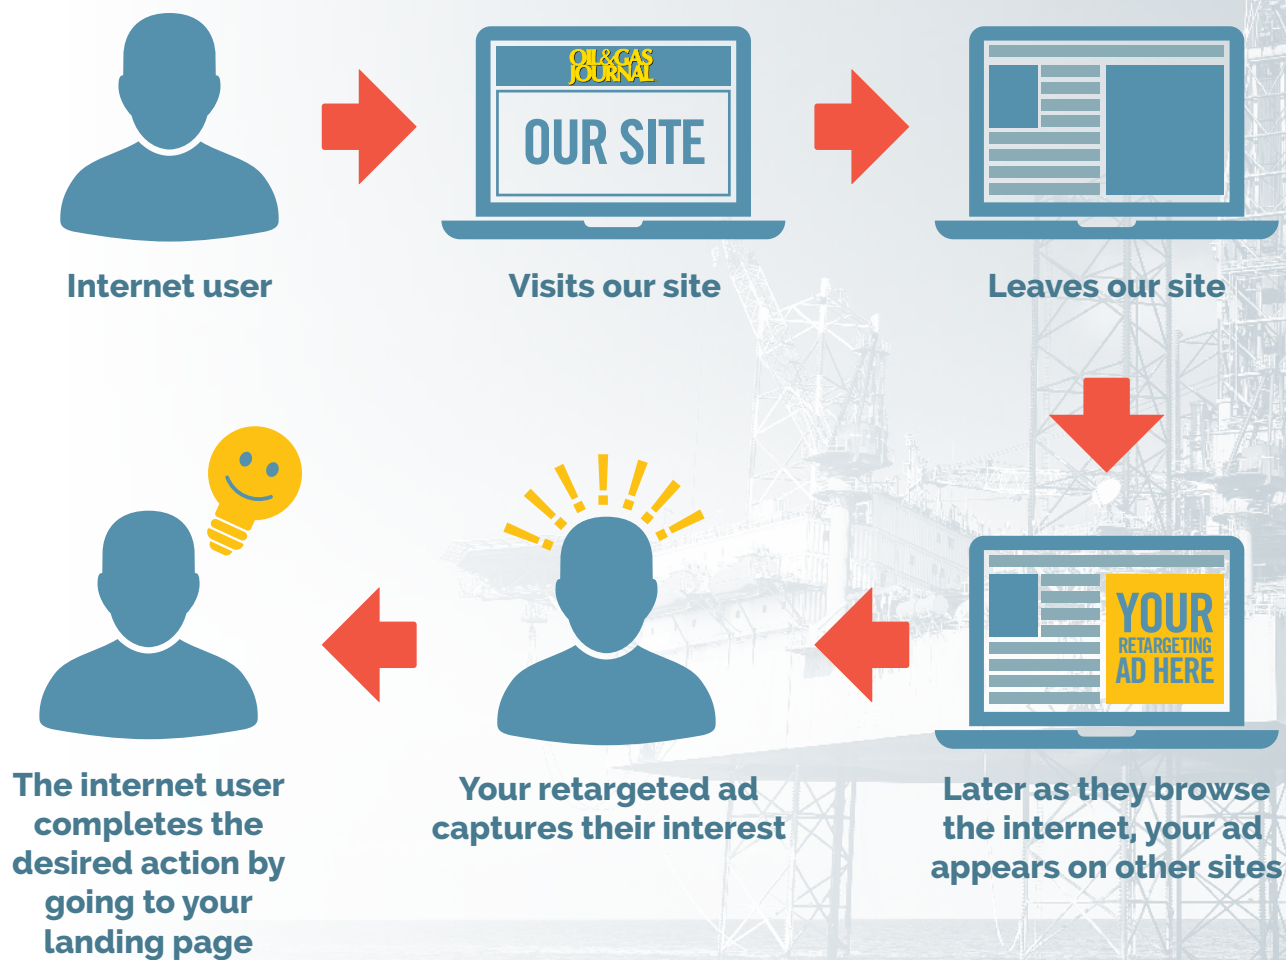 OIL&GAS
JOURNAL
OUR SITE
Internet user
Visits our site
Leaves our site
YOUR
RETARGETING
AD HERE
The internet user
completes the
desired action by
going to your
landing page
Your retargeted ad
captures their interest
Later as they browse
the internet, your ad
appears on other sites